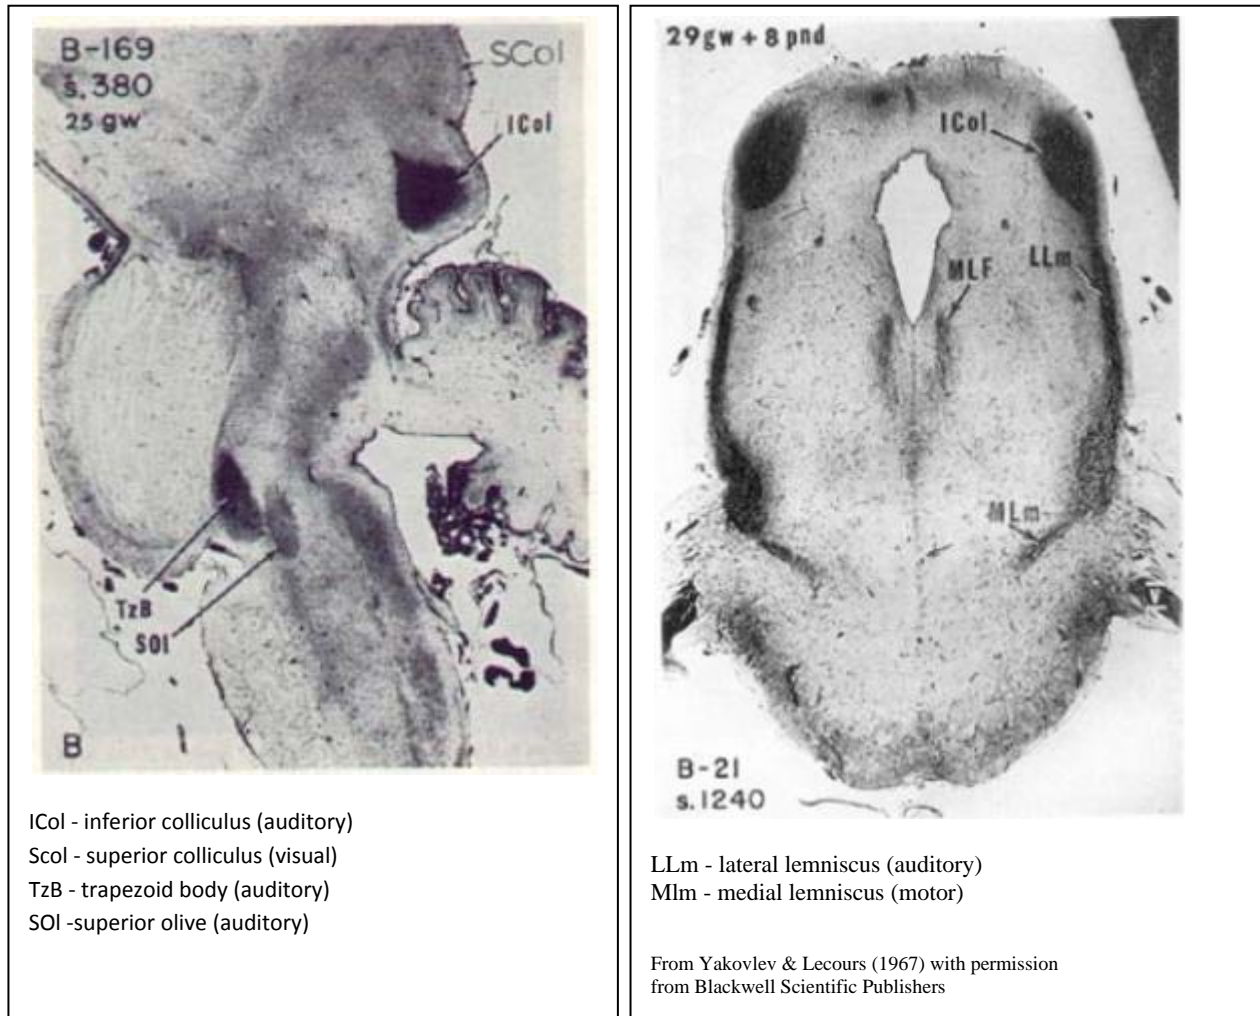 B-169
s.380
25 gw
SCol
ICol
TzB
SOl
B
ICol - inferior colliculus (auditory)
Scol - superior colliculus (visual)
TzB - trapezoid body (auditory)
SOl -superior olive (auditory)
29gw + 8 pnd
ICol
MLF
LLm
MLm
V
B-21
s.1240
LLm - lateral lemniscus (auditory)
Mlm - medial lemniscus (motor)
From Yakovlev & Lecours (1967) with permission
from Blackwell Scientific Publishers